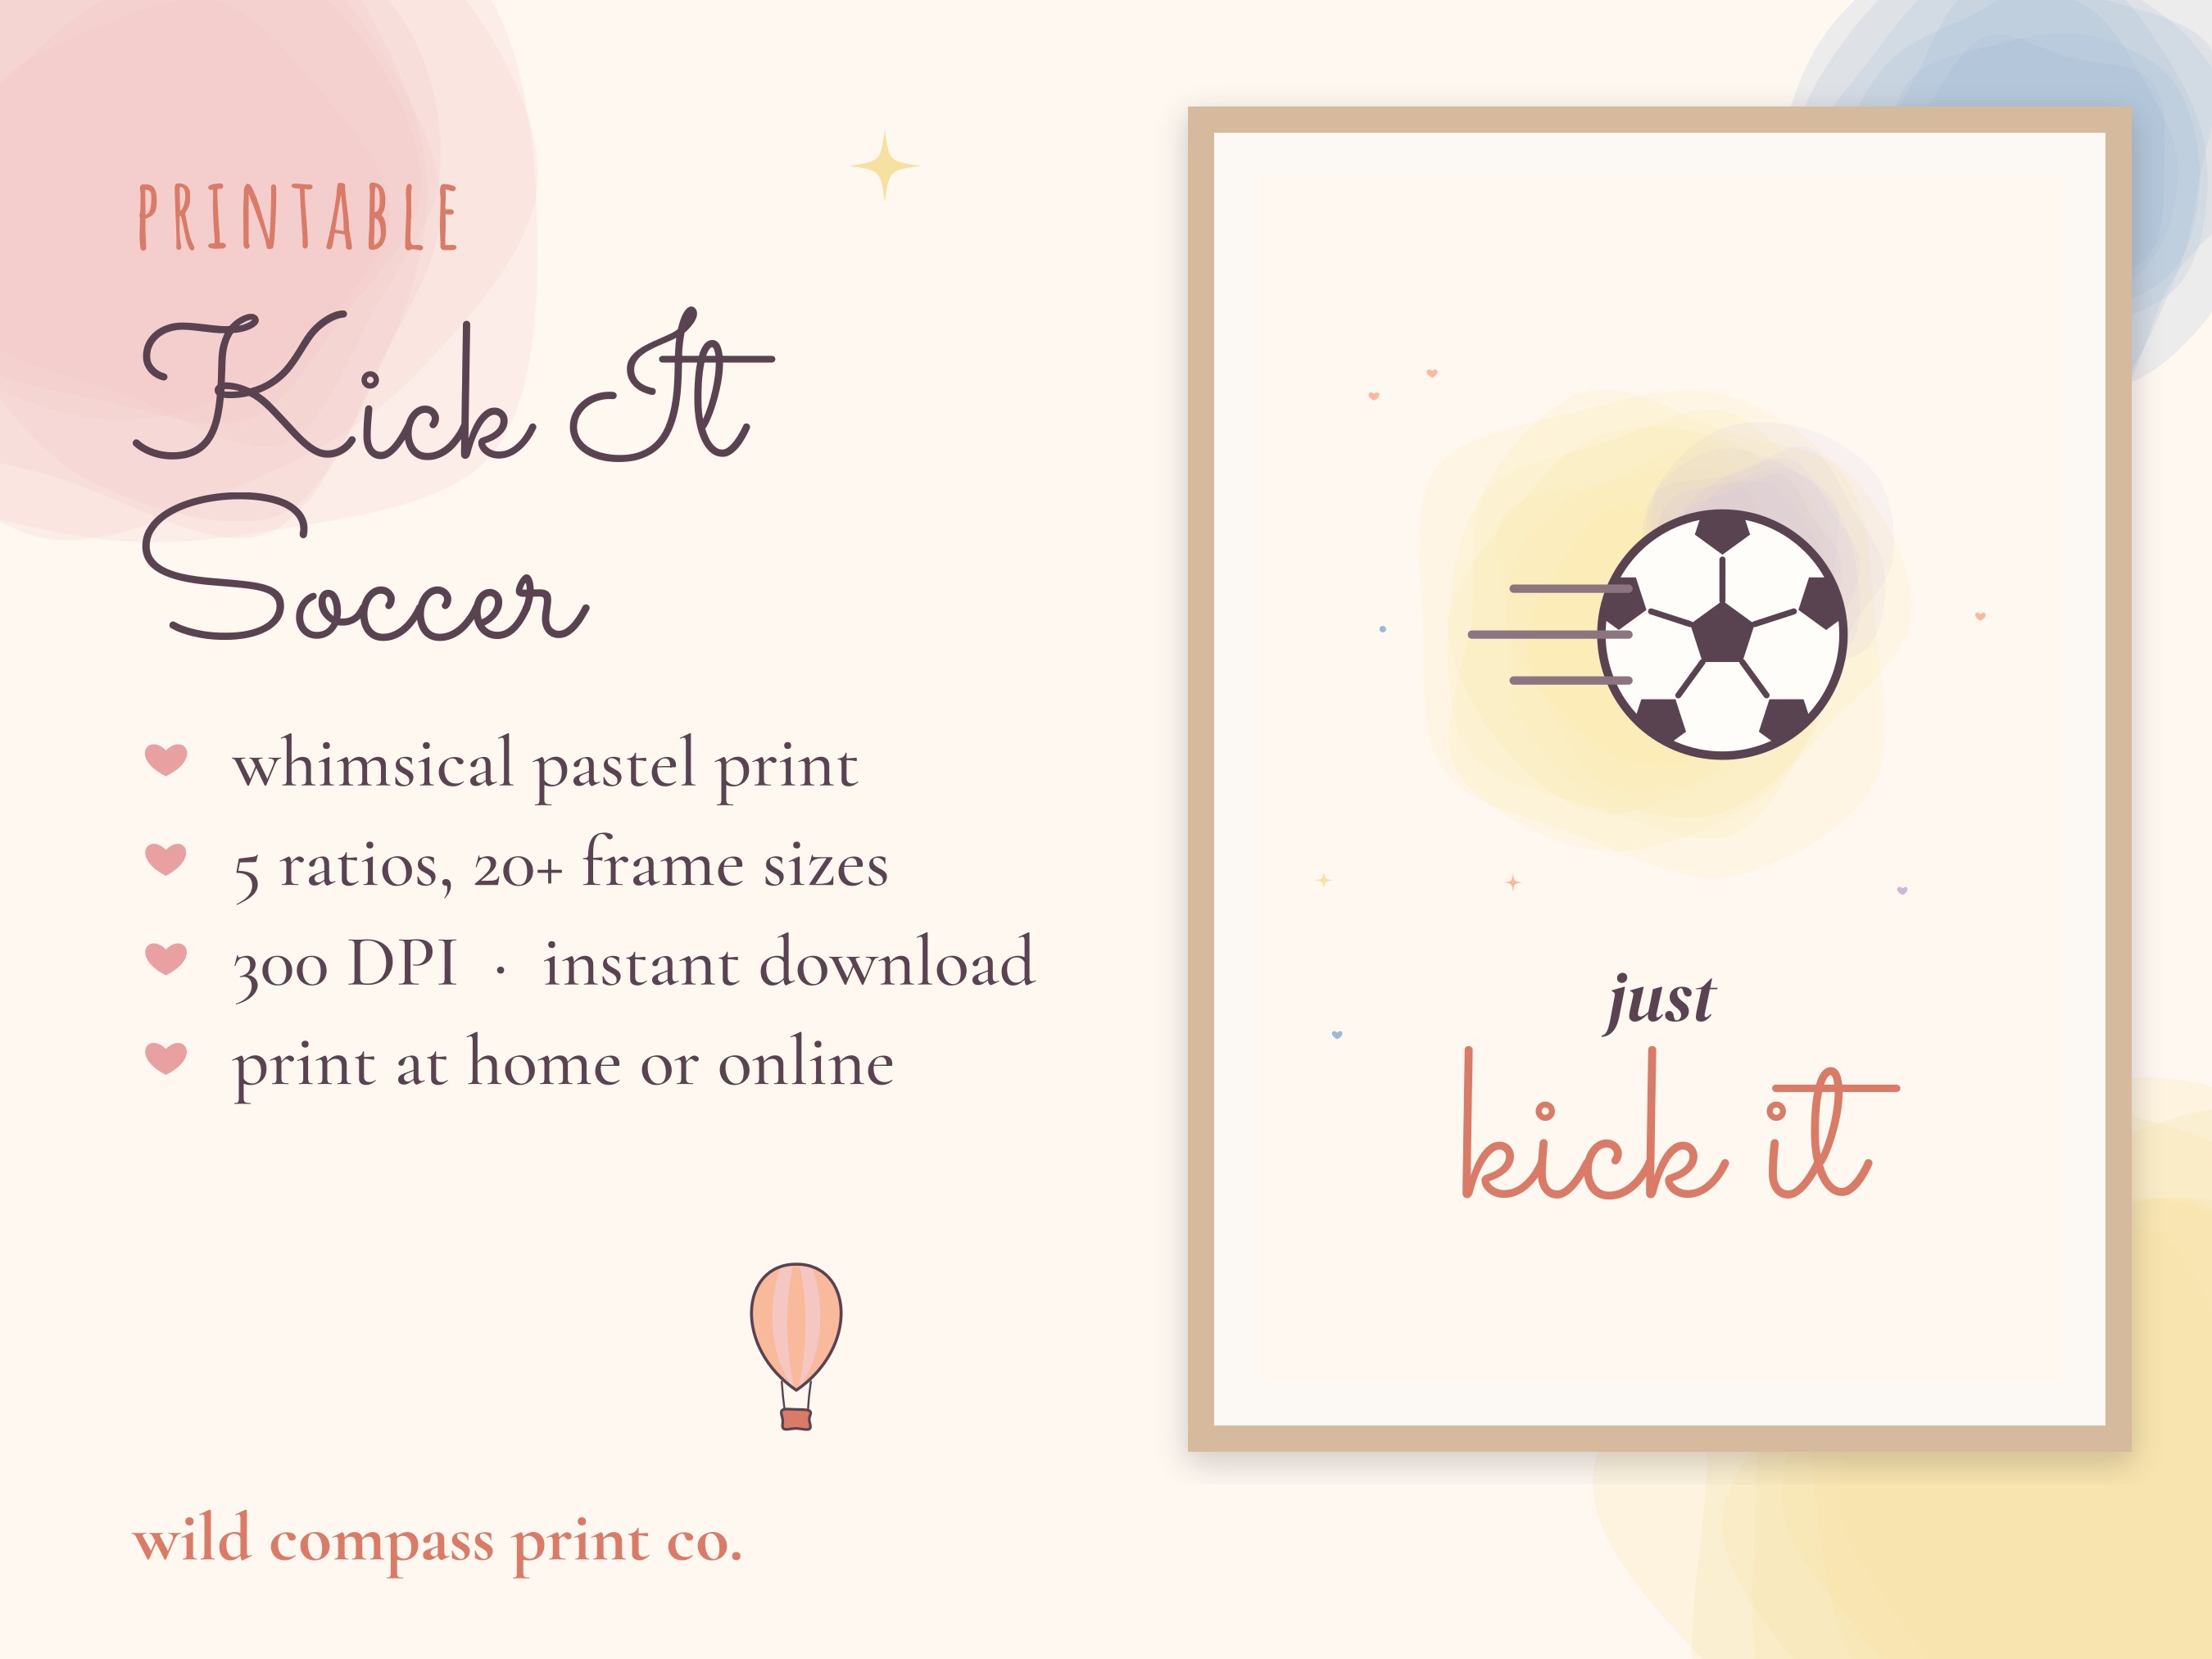 PRINTABLE
Kick It
Soccer
whimsical pastel print
5 ratios, 20+ frame sizes
300 DPI · instant download
print at home or online
wild compass print co.
just
kick it